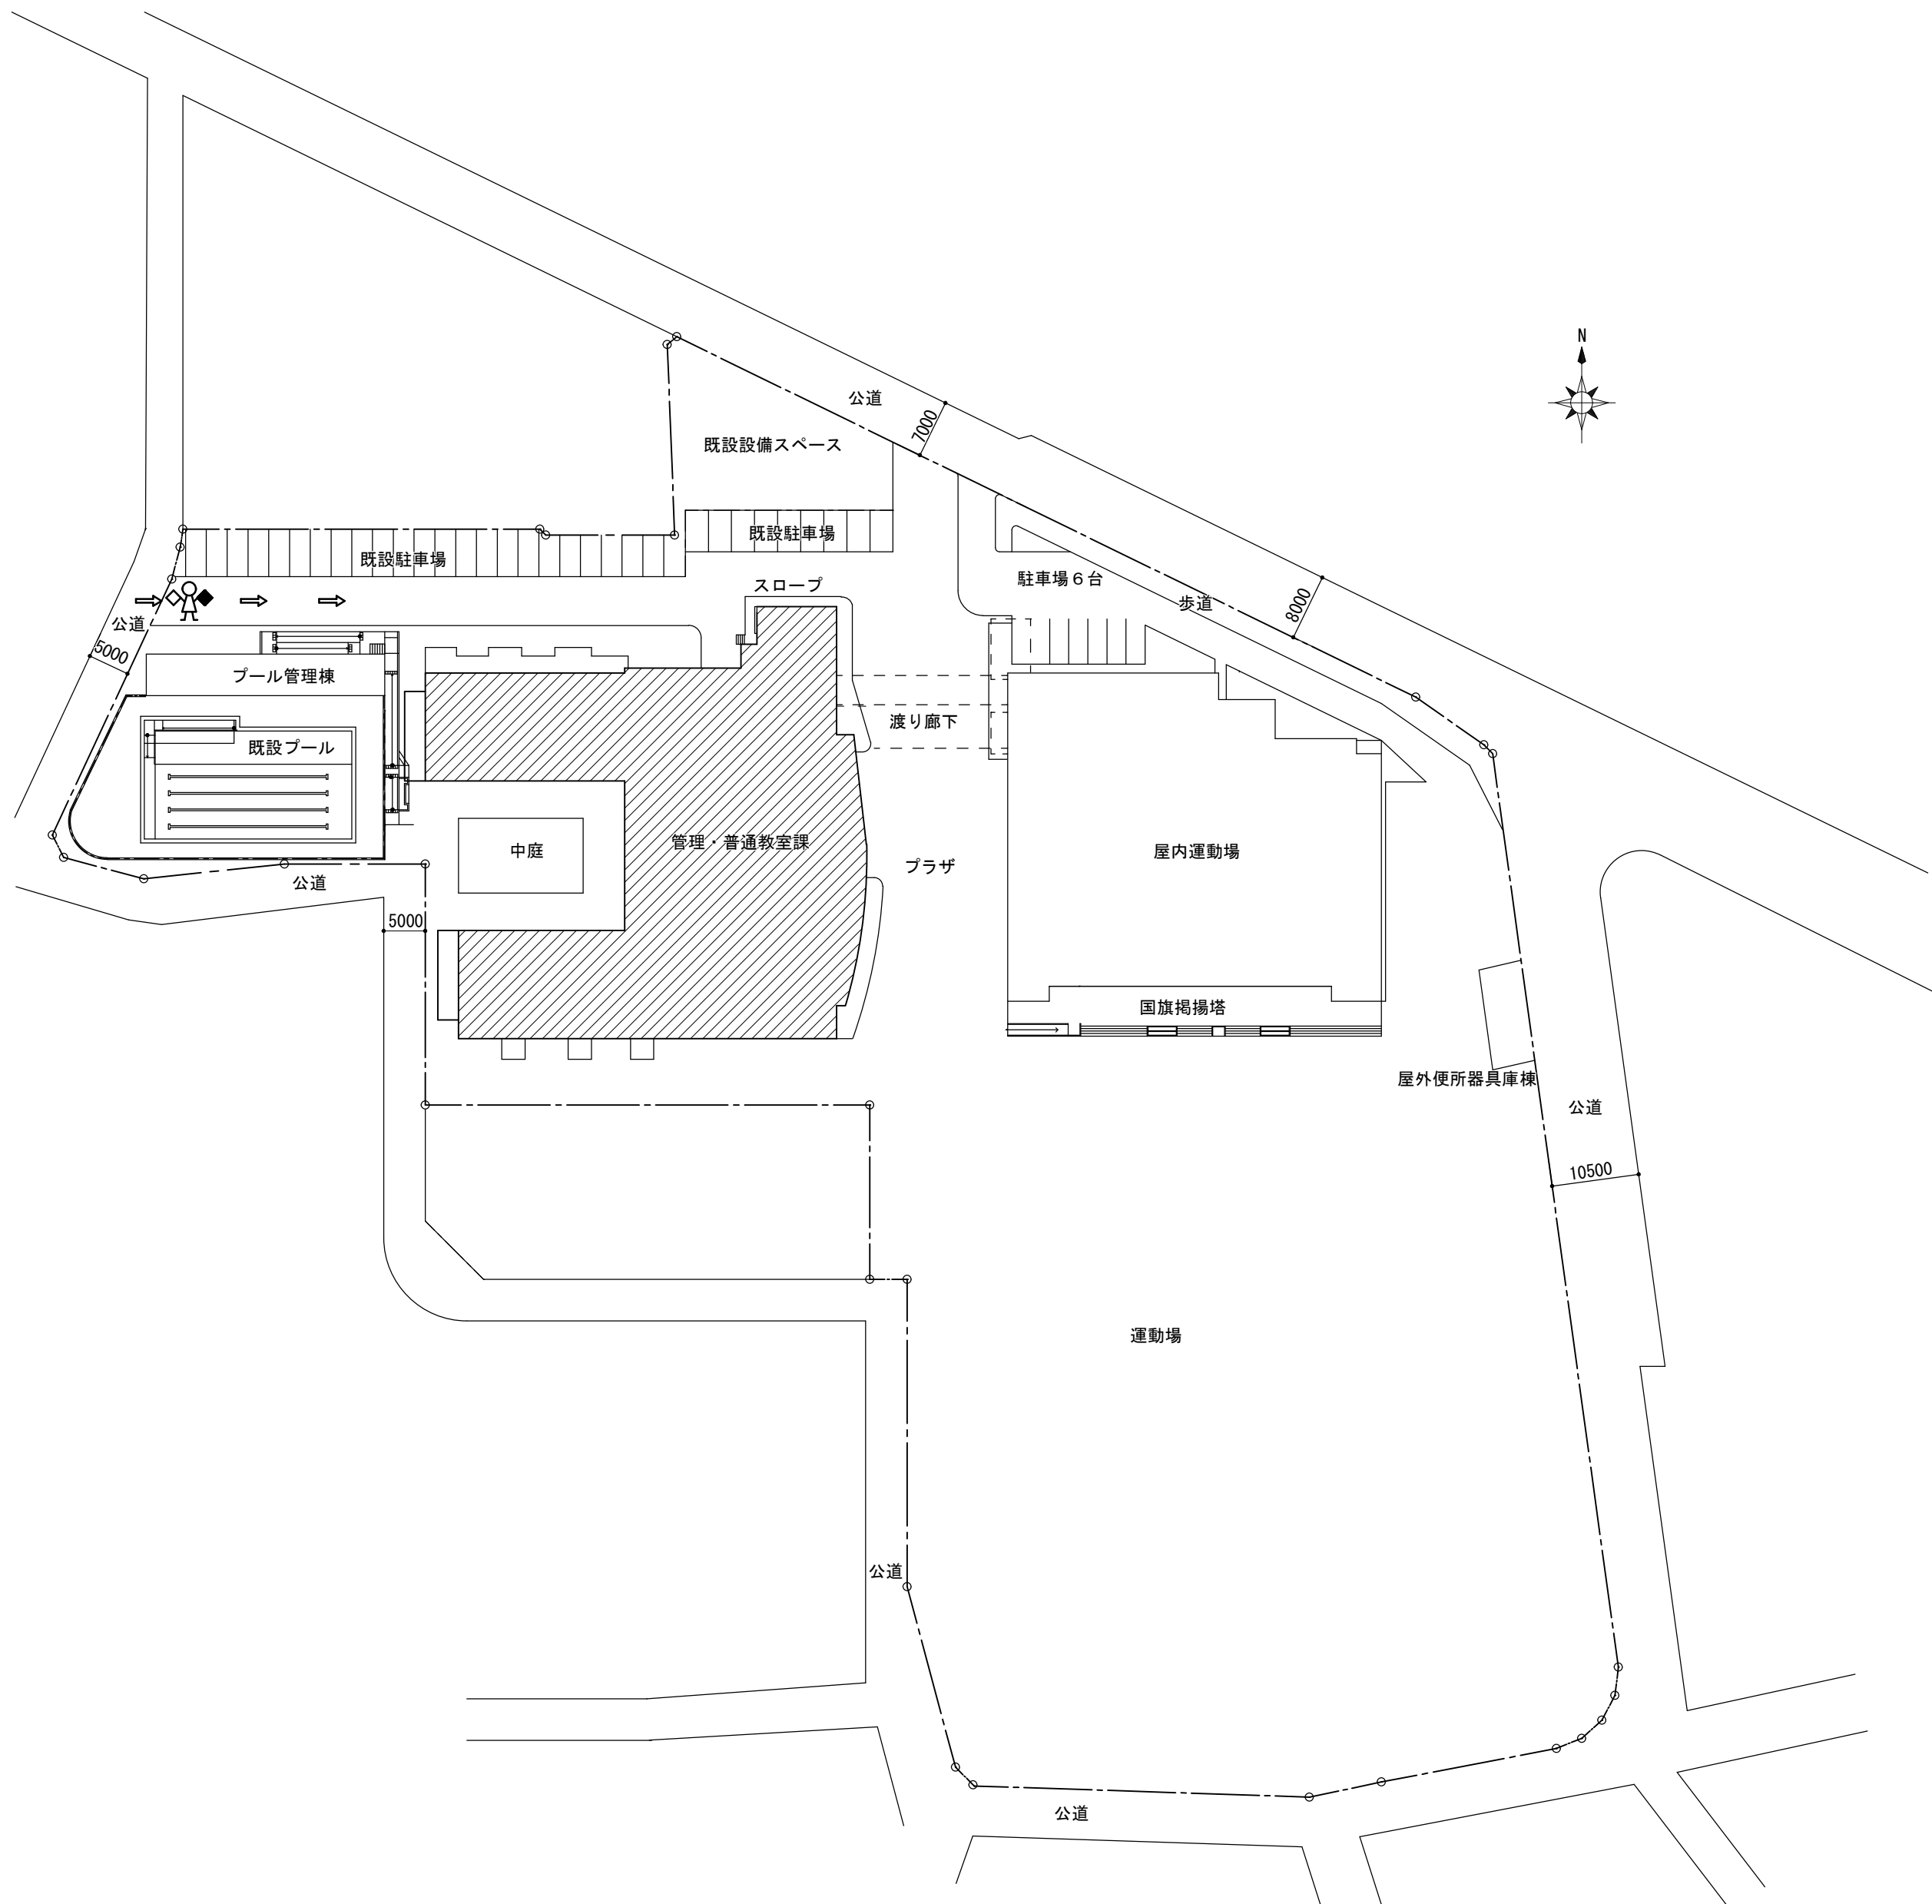 N
公道
7000
既設設備スペース
既設駐車場
既設駐車場
スロープ
駐車場６台
歩道
8000
公道
5000
プール管理棟
渡り廊下
既設プール
中庭
管理・普通教室課
プラザ
屋内運動場
公道
5000
国旗掲揚塔
屋外便所器具庫棟
公道
10500
運動場
公道
公道